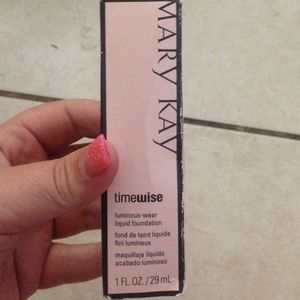 MARY KAY
timewise
luminous-wear
liquid foundation
fond de teint liquide
fini lumineux
maquillaje líquido
acabado luminoso
1 FL.OZ. / 29 mL